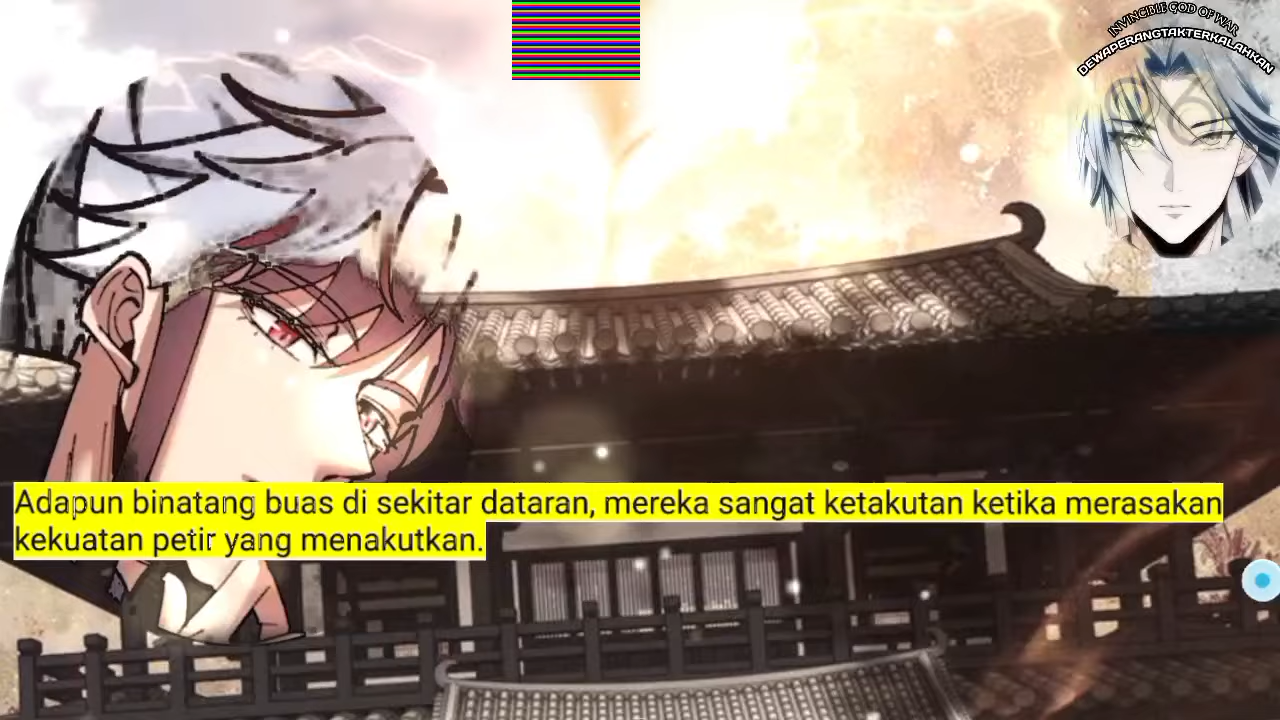 INVINCIBLE GOD OF WAR
DEWAPERANGTAKTERKALAHKAN
Adapun binatang buas di sekitar dataran, mereka sangat ketakutan ketika merasakan
kekuatan petir yang menakutkan.